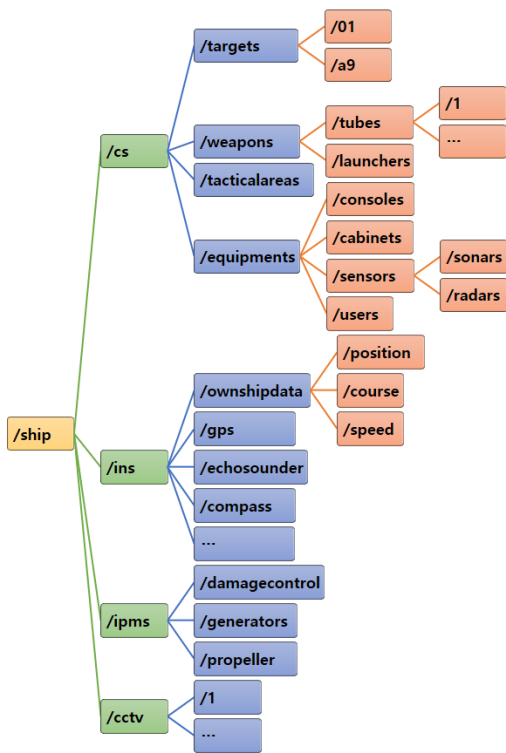 /ship
/cs
/targets
/01
/a9
/weapons
/tubes
/1
...
/launchers
/tacticalareas
/equipments
/consoles
/cabinets
/sensors
/sonars
/radars
/users
/ins
/ownshipdata
/position
/course
/speed
/gps
/echosounder
/compass
...
/ipms
/damagecontrol
/generators
/propeller
/cctv
/1
...